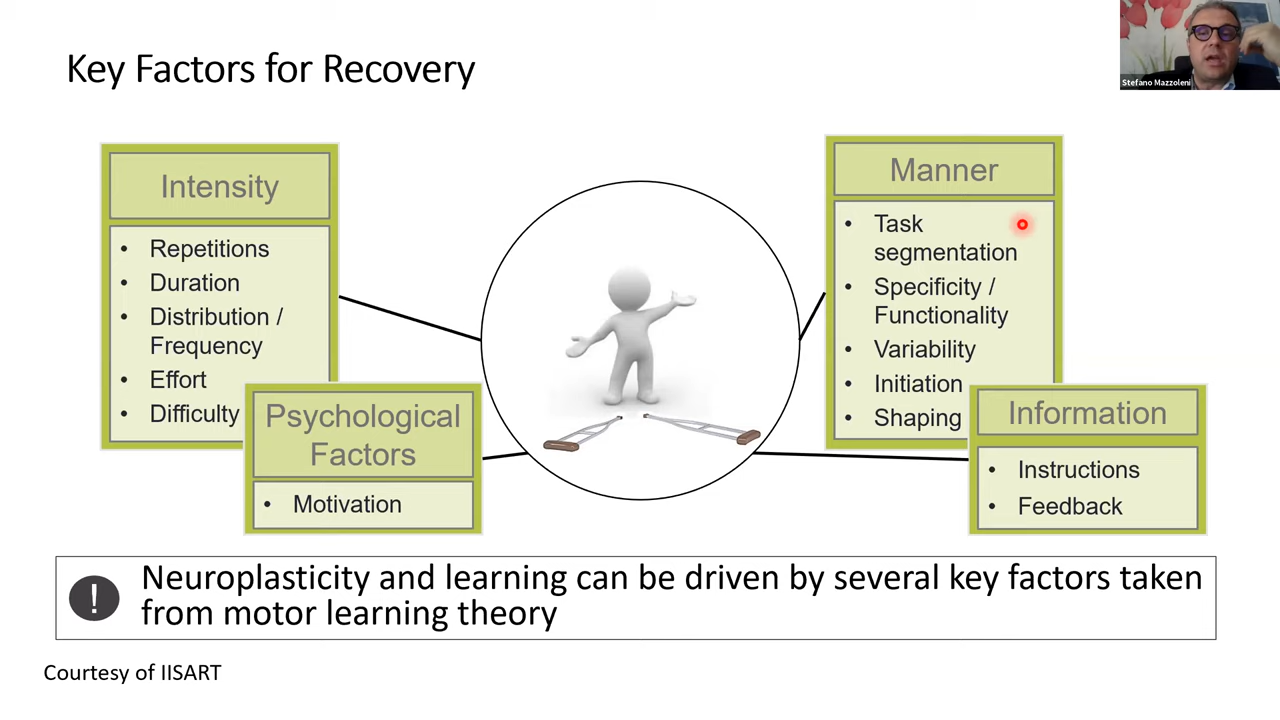 Key Factors for Recovery
Stefano Mazzoleni
Intensity
• Repetitions
• Duration
• Distribution /
Frequency
• Effort
• Difficulty
Psychological
Factors
• Motivation
Manner
• Task
segmentation
• Specificity /
Functionality
• Variability
• Initiation
• Shaping
Information
• Instructions
• Feedback
! Neuroplasticity and learning can be driven by several key factors taken
from motor learning theory
Courtesy of IISART